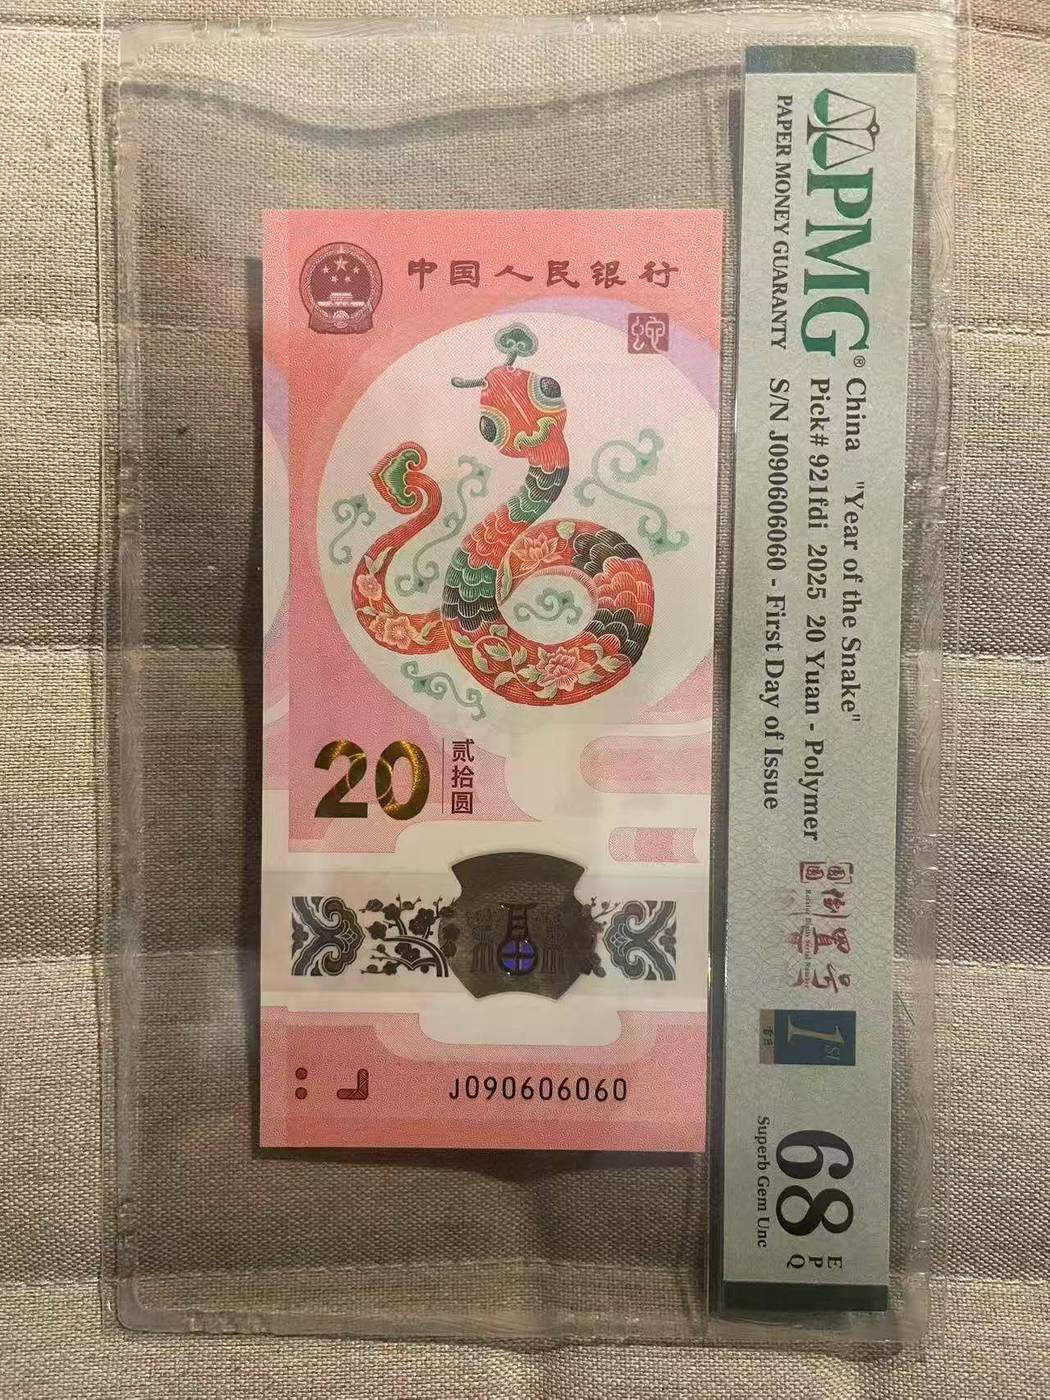 中国人民银行
蛇
20
贰拾圆
J090606060
PMG®
PAPER MONEY GUARANTY
China "Year of the Snake"
Pick# 921fdi 2025 20 Yuan - Polymer
S/N J090606060 - First Day of Issue
1ST
68
EPQ
Superb Gem Unc